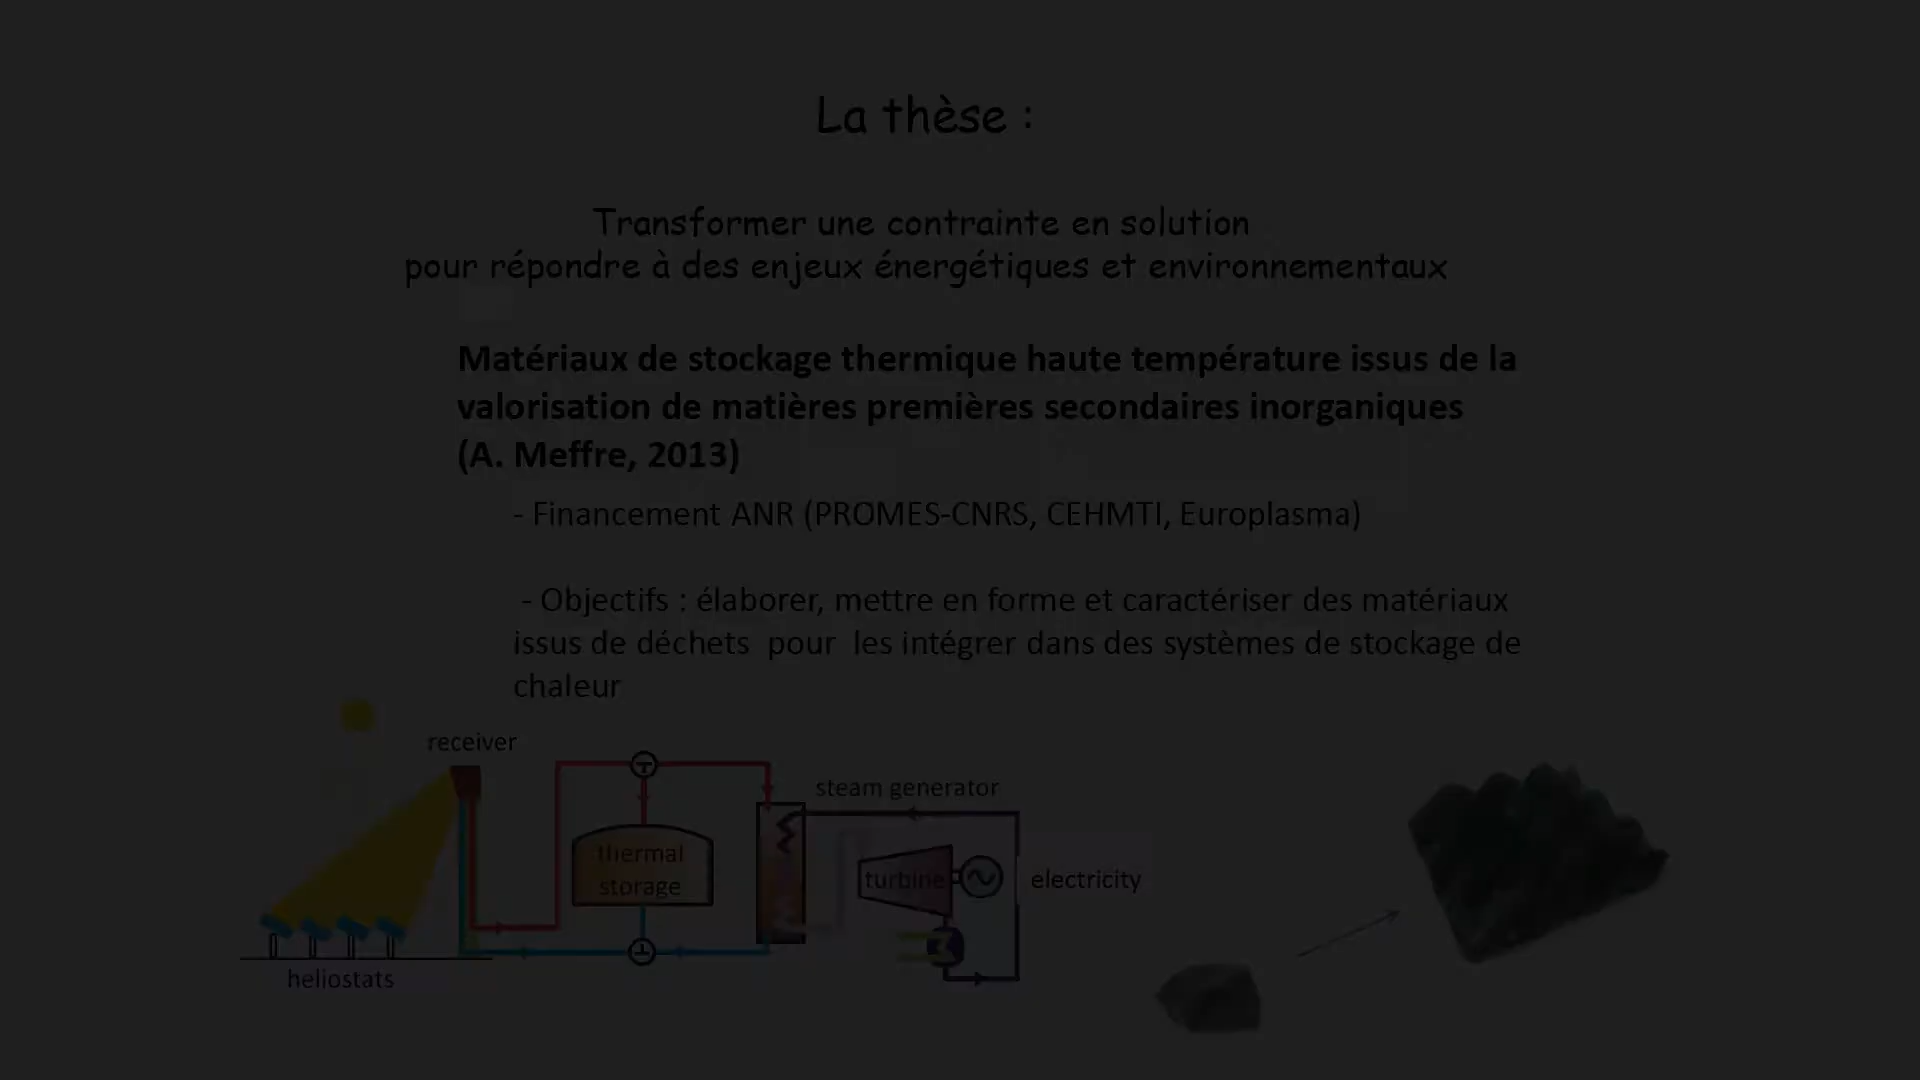 La thèse :
Transformer une contrainte en solution
pour répondre à des enjeux énergétiques et environnementaux
Matériaux de stockage thermique haute température issus de la
valorisation de matières premières secondaires inorganiques
(A. Meffre, 2013)
- Financement ANR (PROMES-CNRS, CEHMTI, Europlasma)
- Objectifs : élaborer, mettre en forme et caractériser des matériaux
issus de déchets pour les intégrer dans des systèmes de stockage de
chaleur
receiver
steam generator
thermal
storage
turbine
electricity
heliostats